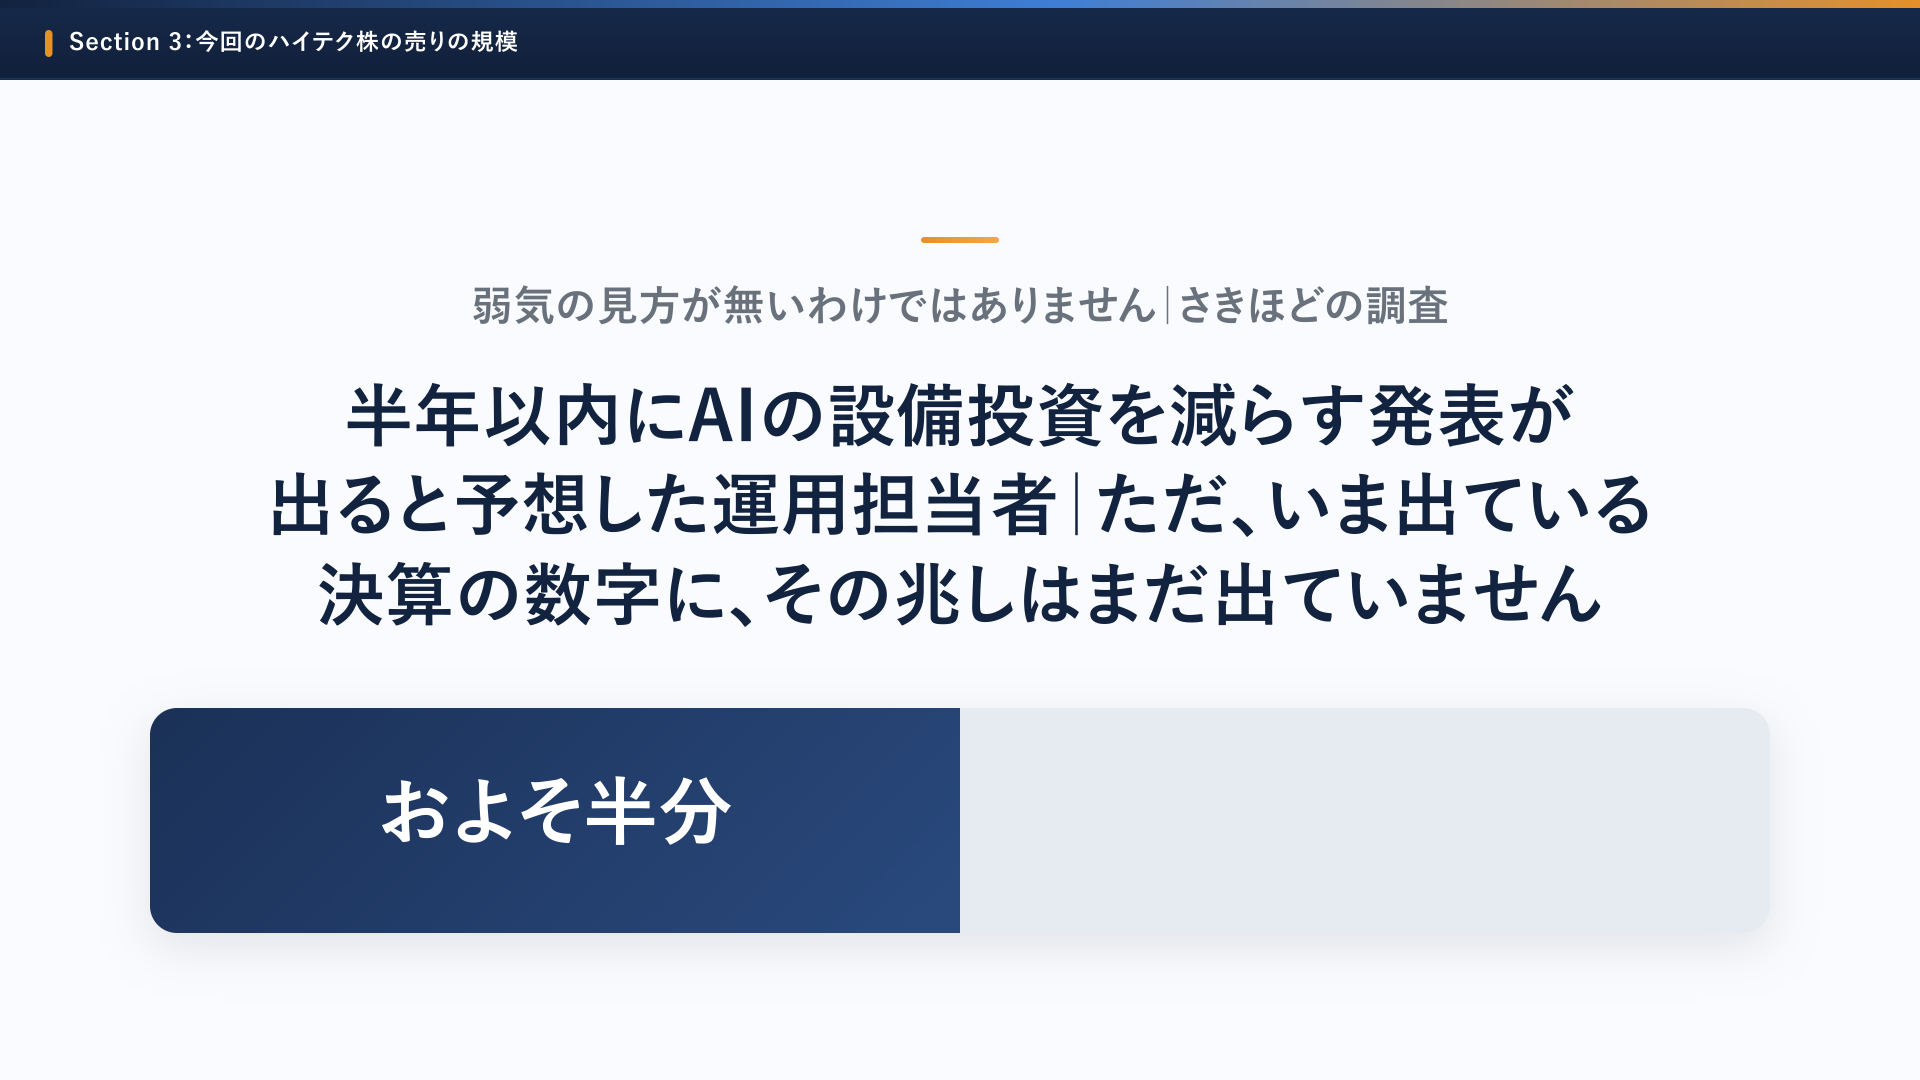 Section 3：今回のハイテク株の売りの規模
弱気の見方が無いわけではありません｜さきほどの調査
半年以内にAIの設備投資を減らす発表が
出ると予想した運用担当者｜ただ、いま出ている
決算の数字に、その兆しはまだ出ていません
およそ半分